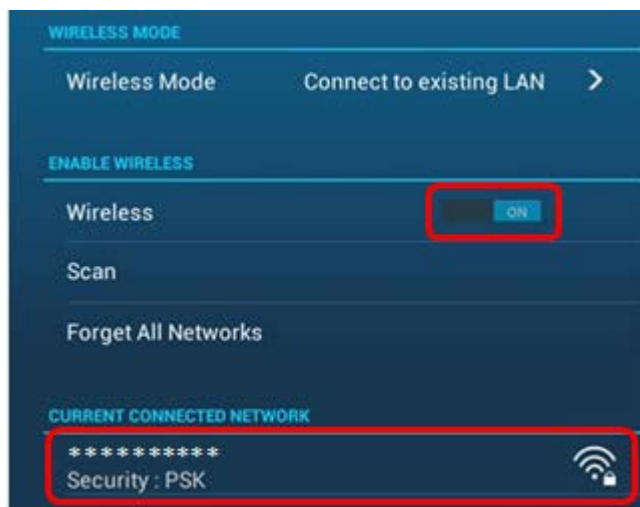 WIRELESS MODE
Wireless Mode Connect to existing LAN >
ENABLE WIRELESS
Wireless ON
Scan
Forget All Networks
CURRENT CONNECTED NETWORK
**********
Security : PSK